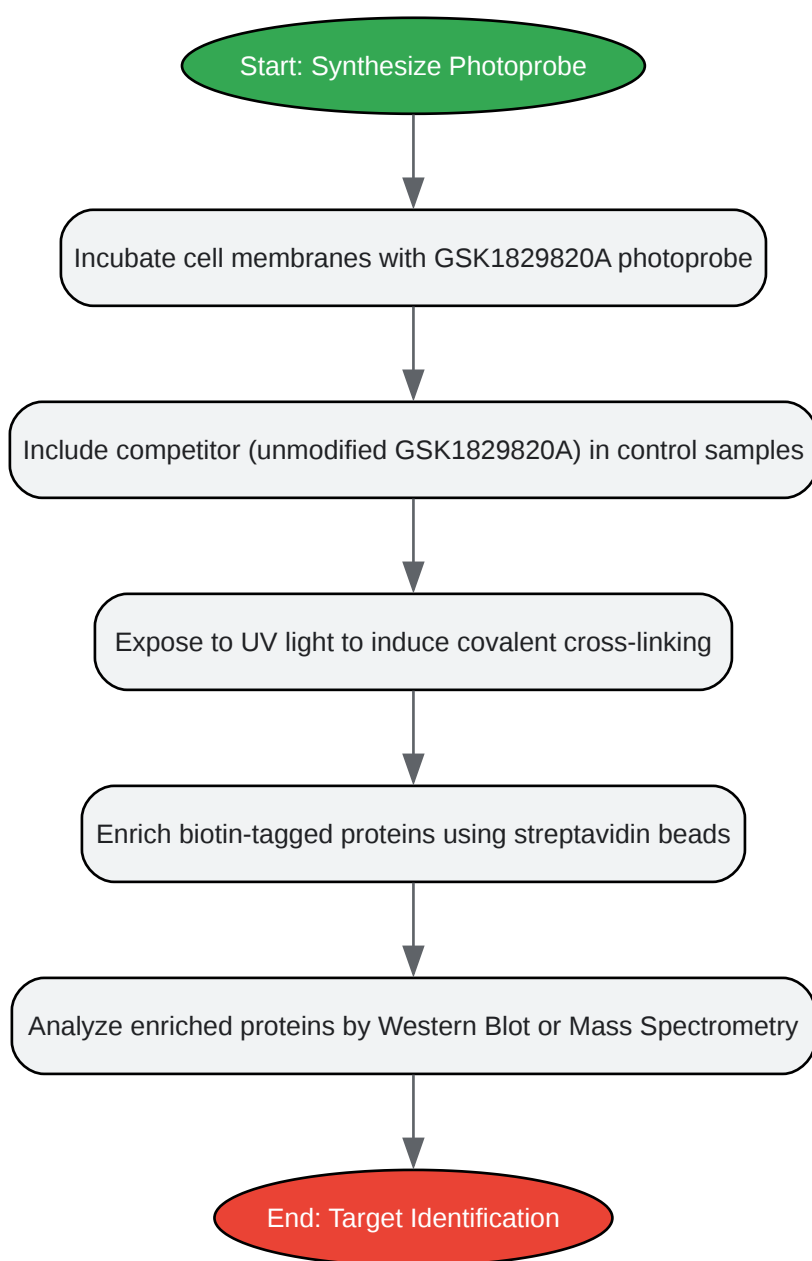 Start: Synthesize Photoprobe
Incubate cell membranes with GSK1829820A photoprobe
Include competitor (unmodified GSK1829820A) in control samples
Expose to UV light to induce covalent cross-linking
Enrich biotin-tagged proteins using streptavidin beads
Analyze enriched proteins by Western Blot or Mass Spectrometry
End: Target Identification